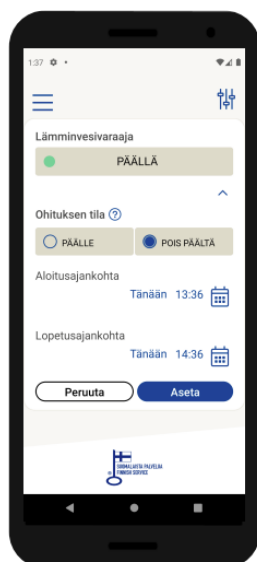 1:37
Lämminvesivaraaja
PÄÄLLÄ
Ohituksen tila ?
PÄÄLLE POIS PÄÄLTÄ
Aloitusajankohta
Tänään 13:36
Lopetusajankohta
Tänään 14:36
Peruuta Aseta
SUOMALAISTA PALVELUA
FINNISH SERVICE